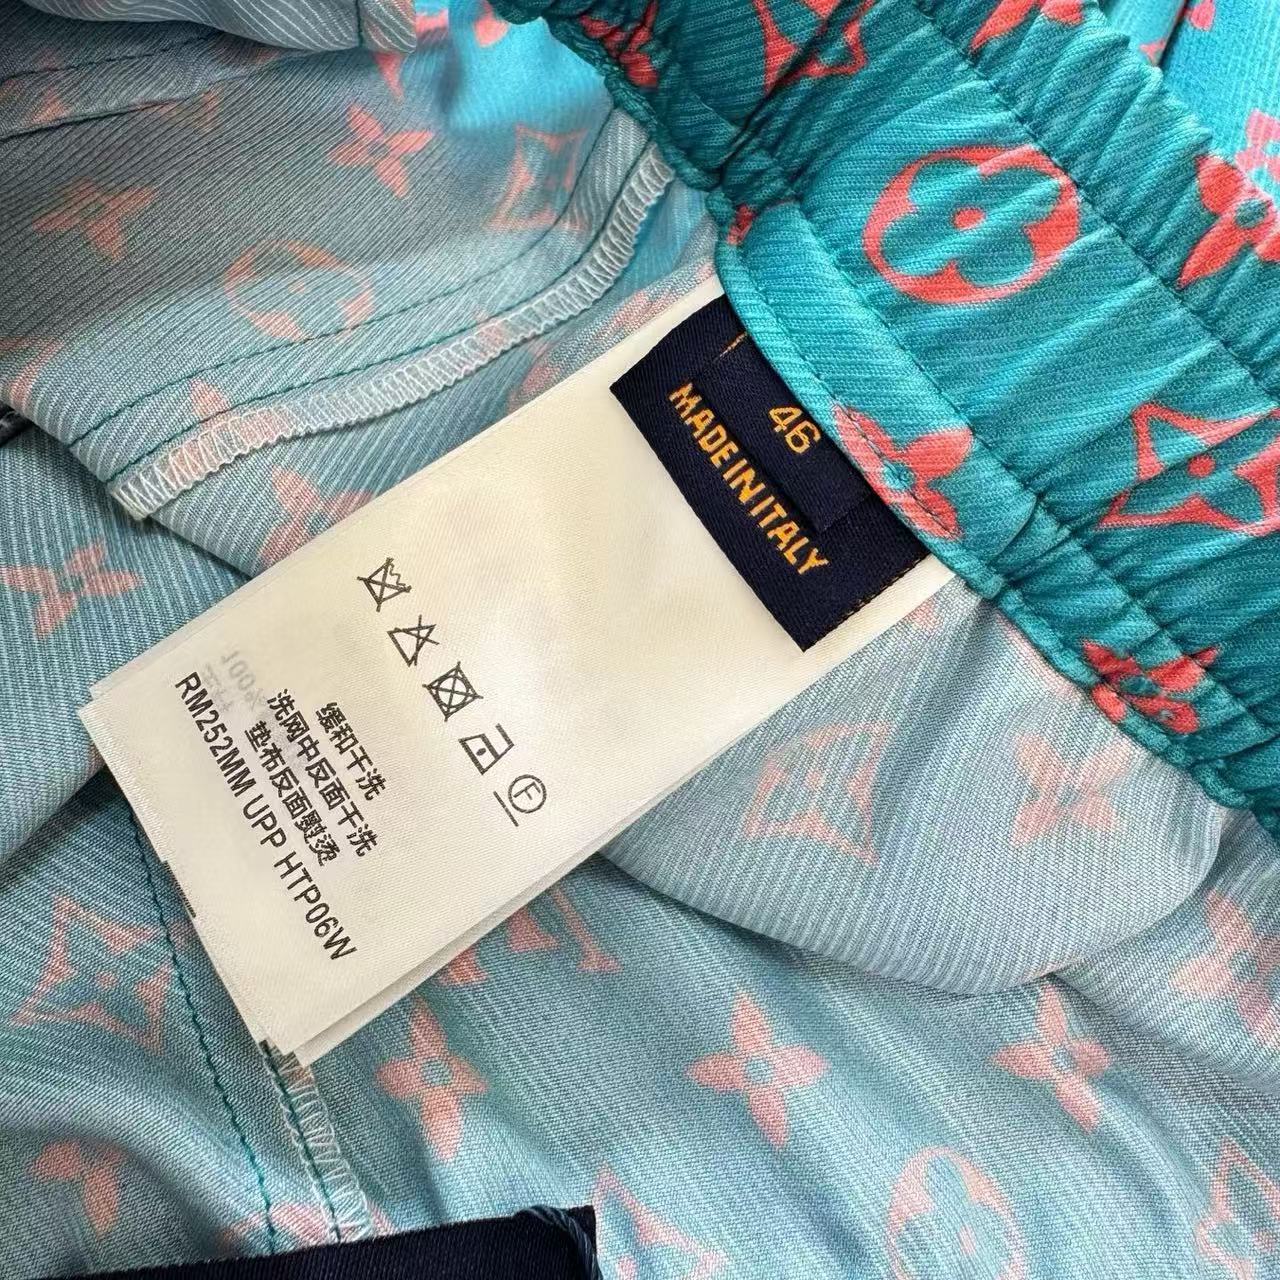 46
MADE IN ITALY
F
缓和干洗
洗网中反面干洗
垫布反面熨烫
RM252MM UPP HTP06W
100%